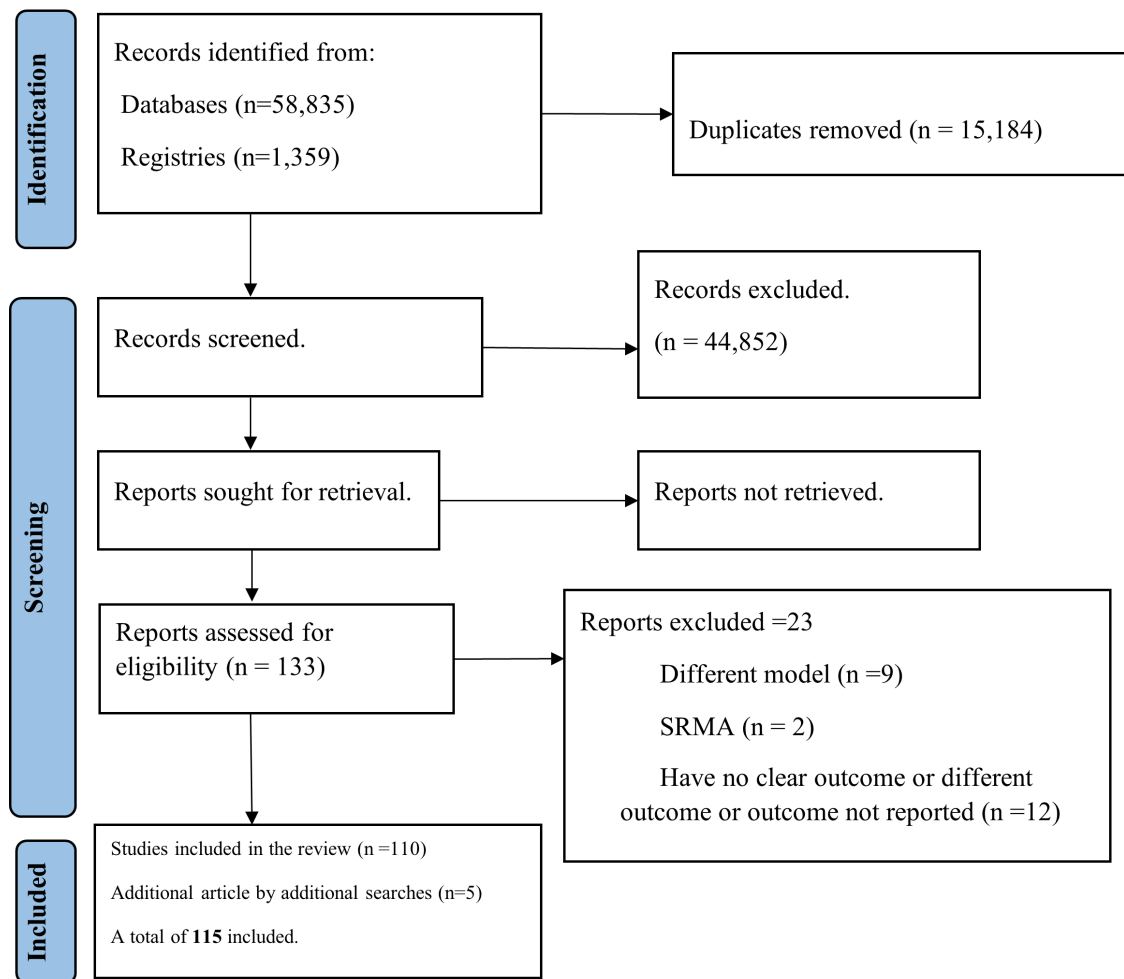 Identification
Records identified from:
Databases (n=58,835)
Registries (n=1,359)
Duplicates removed (n = 15,184)
Screening
Records screened.
Records excluded.
(n = 44,852)
Reports sought for retrieval.
Reports not retrieved.
Reports assessed for
eligibility (n = 133)
Reports excluded =23
Different model (n =9)
SRMA (n = 2)
Have no clear outcome or different
outcome or outcome not reported (n =12)
Included
Studies included in the review (n =110)
Additional article by additional searches (n=5)
A total of 115 included.